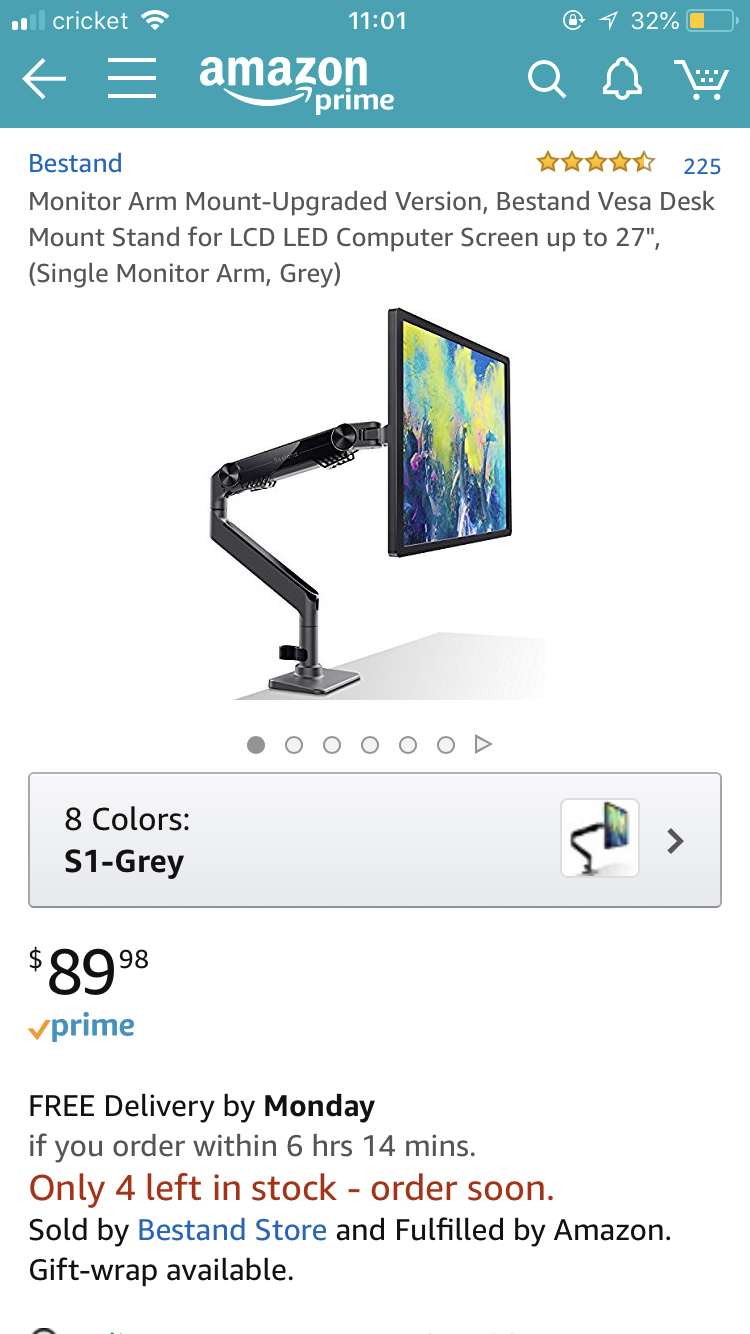 cricket 11:01 32%
amazon
prime
Bestand 225
Monitor Arm Mount-Upgraded Version, Bestand Vesa Desk
Mount Stand for LCD LED Computer Screen up to 27",
(Single Monitor Arm, Grey)
Bestand
8 Colors:
S1-Grey
$89 98
prime
FREE Delivery by Monday
if you order within 6 hrs 14 mins.
Only 4 left in stock - order soon.
Sold by Bestand Store and Fulfilled by Amazon.
Gift-wrap available.